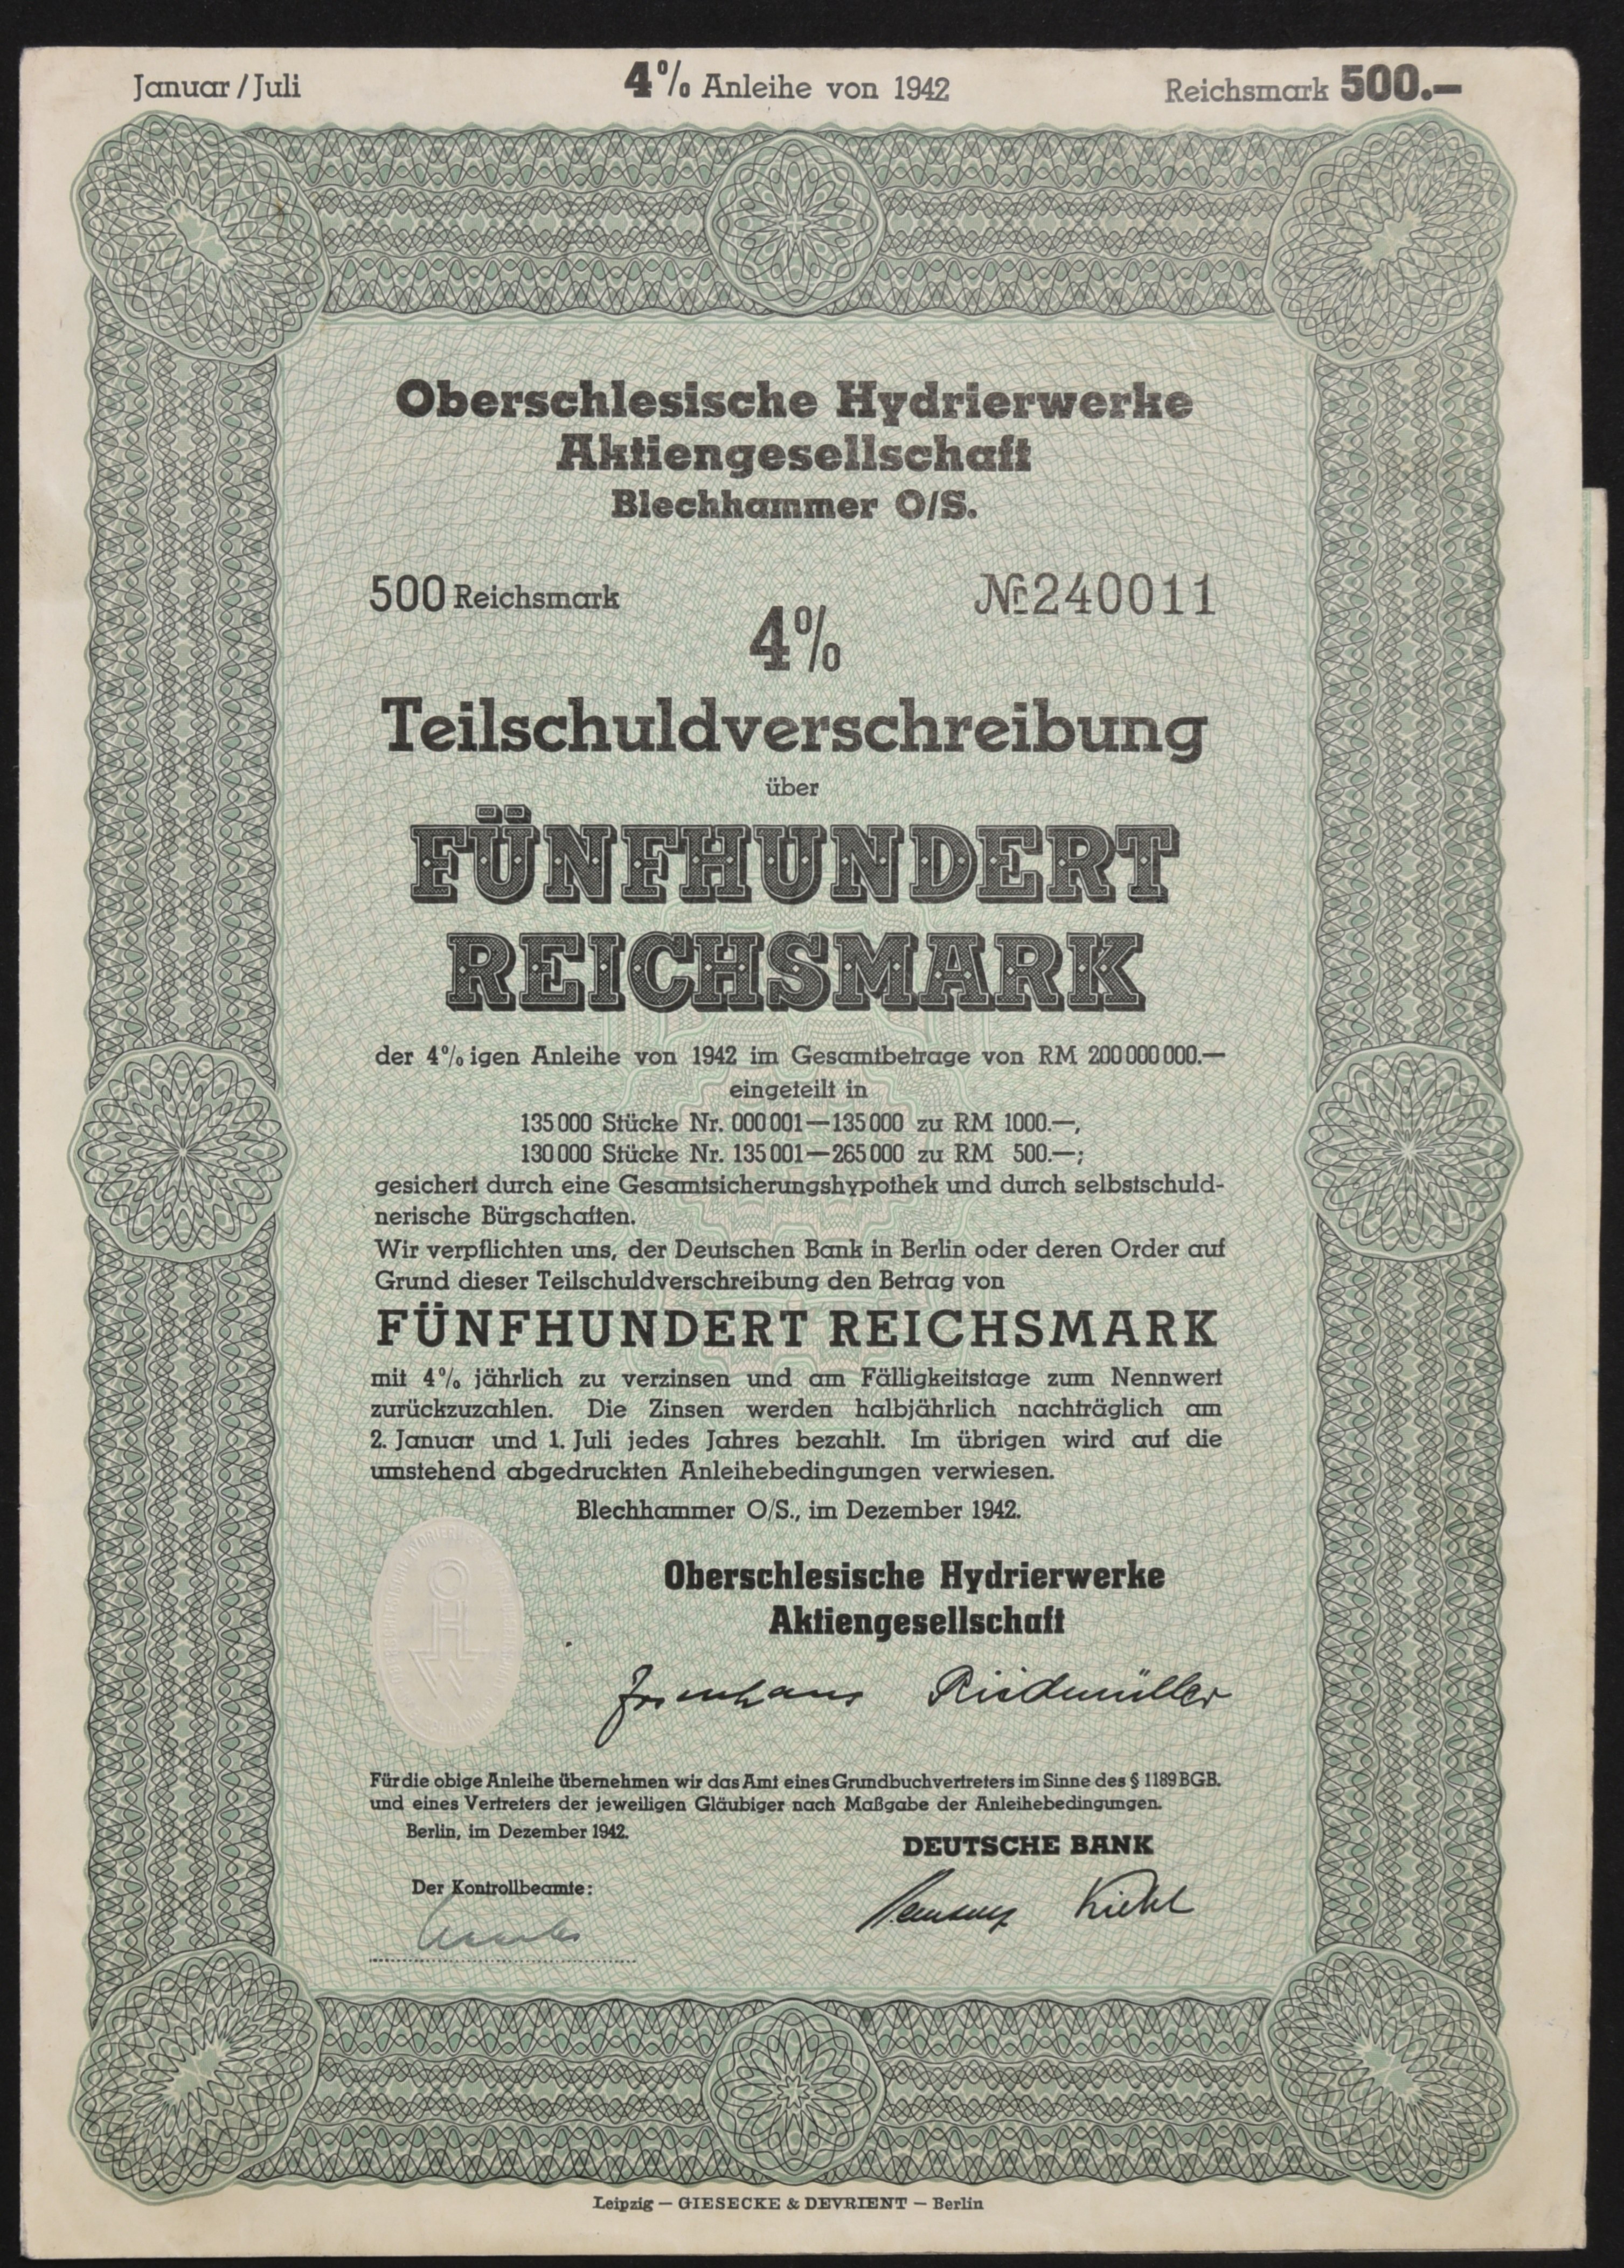 Januar / Juli 4% Anleihe von 1942 Reichsmark 500.—
Oberschlesische Hydrierwerke
Aktiengesellschaft
Blechhammer O/S.
500 Reichsmark Nr 240011
4%
Teilschuldverschreibung
über
FÜNFHUNDERT
REICHSMARK
der 4%igen Anleihe von 1942 im Gesamtbetrage von RM 200 000 000.—
eingeteilt in
135 000 Stücke Nr. 000 001—135 000 zu RM 1000.—,
130 000 Stücke Nr. 135 001—265 000 zu RM 500.—;
gesichert durch eine Gesamtsicherungshypothek und durch selbstschuld-
nerische Bürgschaften.
Wir verpflichten uns, der Deutschen Bank in Berlin oder deren Order auf
Grund dieser Teilschuldverschreibung den Betrag von
FÜNFHUNDERT REICHSMARK
mit 4% jährlich zu verzinsen und am Fälligkeitstage zum Nennwert
zurückzuzahlen. Die Zinsen werden halbjährlich nachträglich am
2. Januar und 1. Juli jedes Jahres bezahlt. Im übrigen wird auf die
umstehend abgedruckten Anleihebedingungen verwiesen.
Blechhammer O/S., im Dezember 1942.
Oberschlesische Hydrierwerke
Aktiengesellschaft
Josenhans Riedmüller
Für die obige Anleihe übernehmen wir das Amt eines Grundbuchvertreters im Sinne des § 1189 BGB.
und eines Vertreters der jeweiligen Gläubiger nach Maßgabe der Anleihebedingungen.
Berlin, im Dezember 1942.
DEUTSCHE BANK
Der Kontrollbeamte:
Kiehl
Leipzig — GIESECKE & DEVRIENT — Berlin